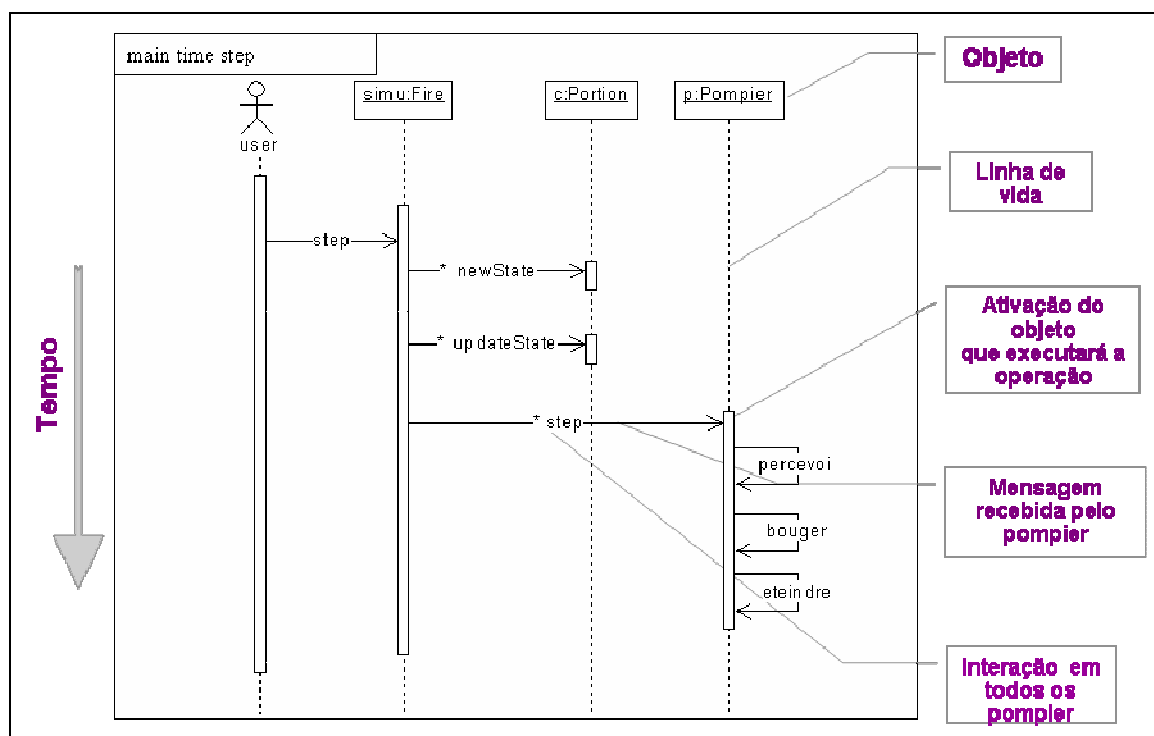 main time step
Objeto
simu:Fire
c:Portion
p:Pompier
user
Linha de
vida
step
* newState
Ativação do
objeto
que executará a
operação
* updateState
Tempo
* step
percevoi
Mensagem
recebida pelo
pompier
bouger
eteindre
Interação em
todos os
pompier